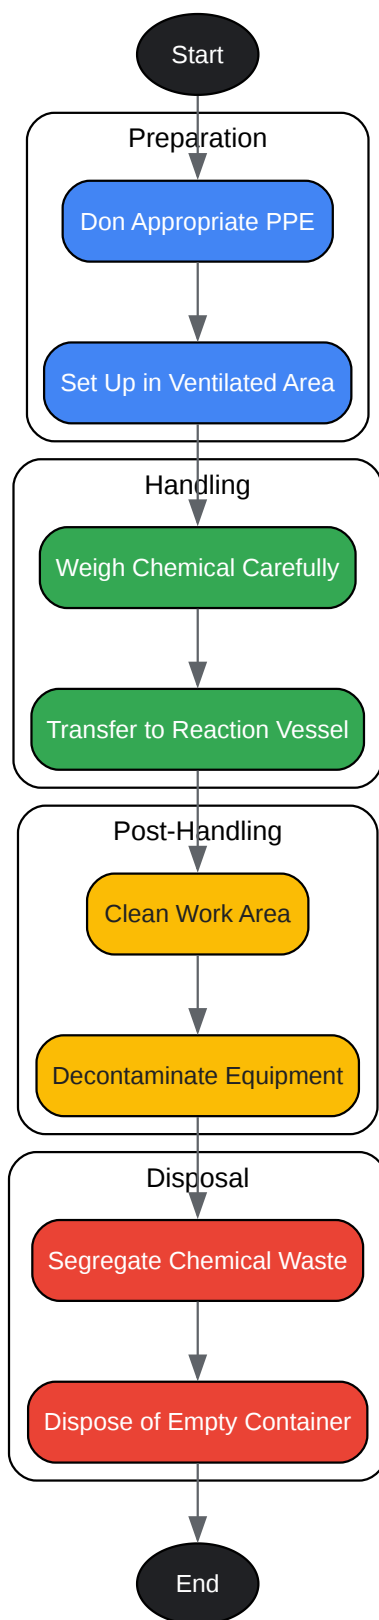 Start
Preparation
Don Appropriate PPE
Set Up in Ventilated Area
Handling
Weigh Chemical Carefully
Transfer to Reaction Vessel
Post-Handling
Clean Work Area
Decontaminate Equipment
Disposal
Segregate Chemical Waste
Dispose of Empty Container
End